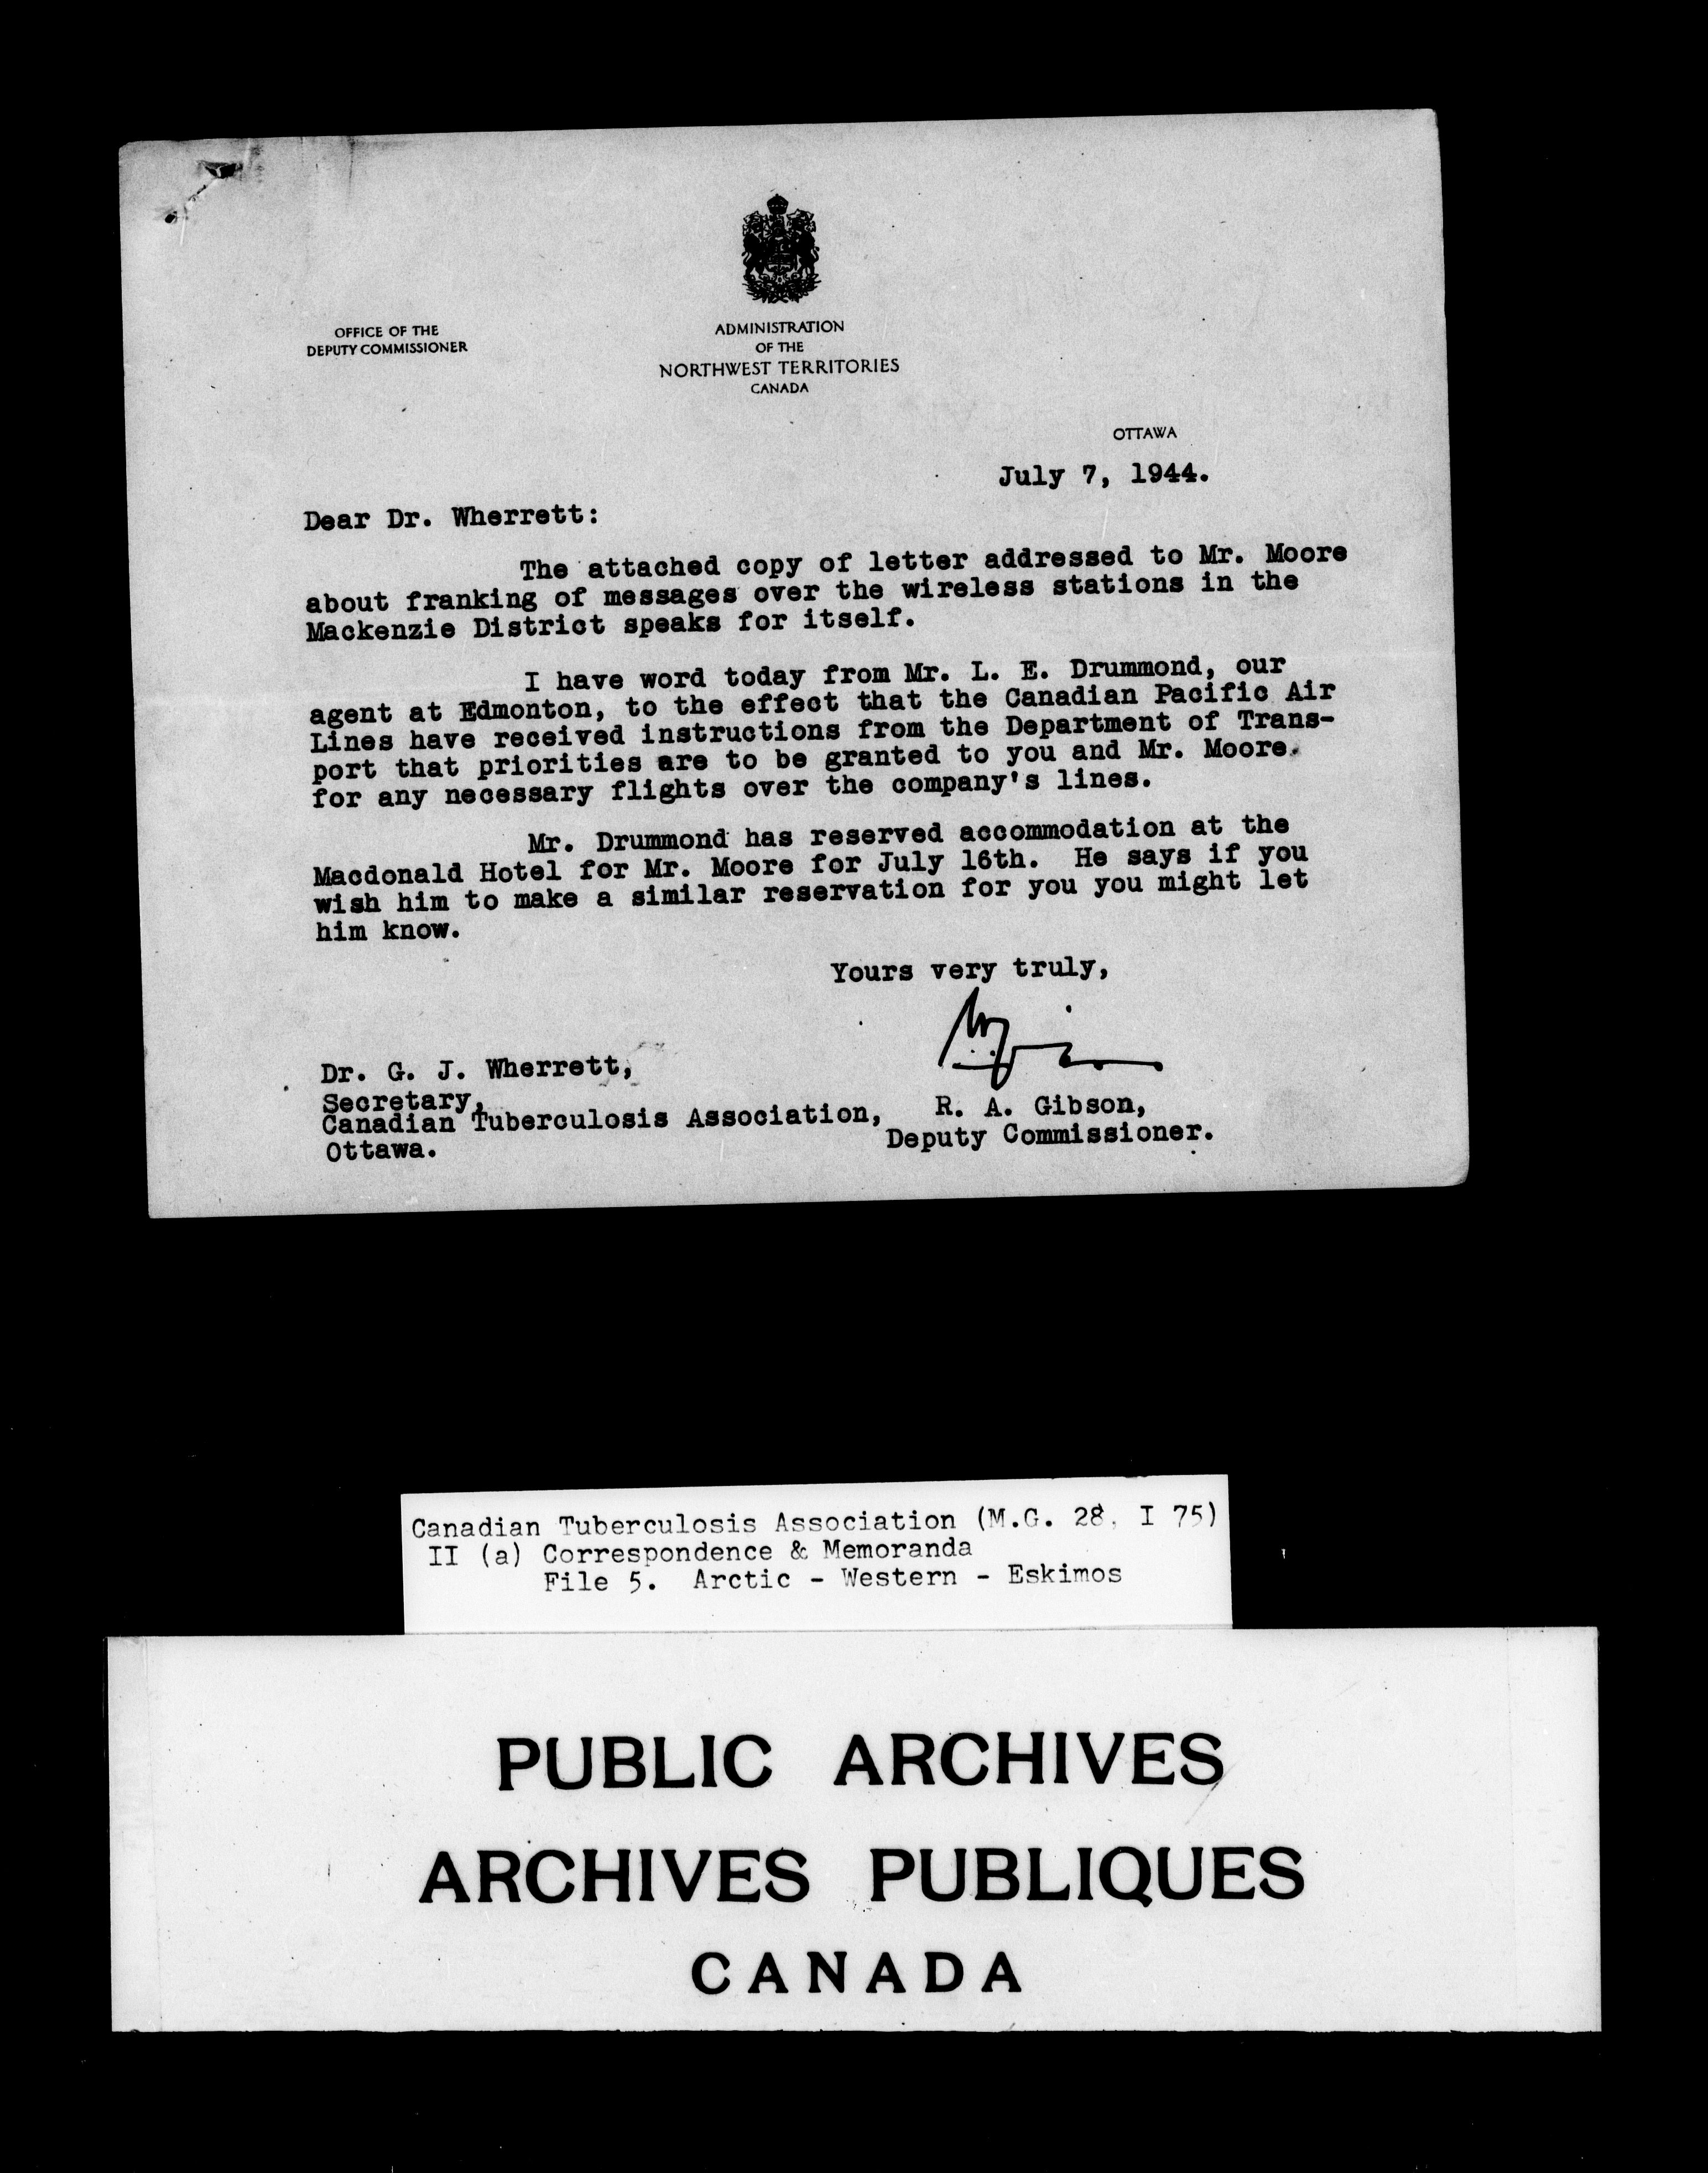 OFFICE OF THE
DEPUTY COMMISSIONER
ADMINISTRATION
OF THE
NORTHWEST TERRITORIES
CANADA
OTTAWA
July 7, 1944.
Dear Dr. Wherrett:
The attached copy of letter addressed to Mr. Moore
about franking of messages over the wireless stations in the
Mackenzie District speaks for itself.
I have word today from Mr. L. E. Drummond, our
agent at Edmonton, to the effect that the Canadian Pacific Air
Lines have received instructions from the Department of Trans-
port that priorities are to be granted to you and Mr. Moore.
for any necessary flights over the company's lines.
Mr. Drummond has reserved accommodation at the
Macdonald Hotel for Mr. Moore for July 16th. He says if you
wish him to make a similar reservation for you you might let
him know.
Yours very truly,
R. A. Gibson,
Deputy Commissioner.
Dr. G. J. Wherrett,
Secretary,
Canadian Tuberculosis Association,
Ottawa.
Canadian Tuberculosis Association (M.G. 28, I 75)
II (a) Correspondence & Memoranda
File 5. Arctic - Western - Eskimos
PUBLIC ARCHIVES
ARCHIVES PUBLIQUES
CANADA